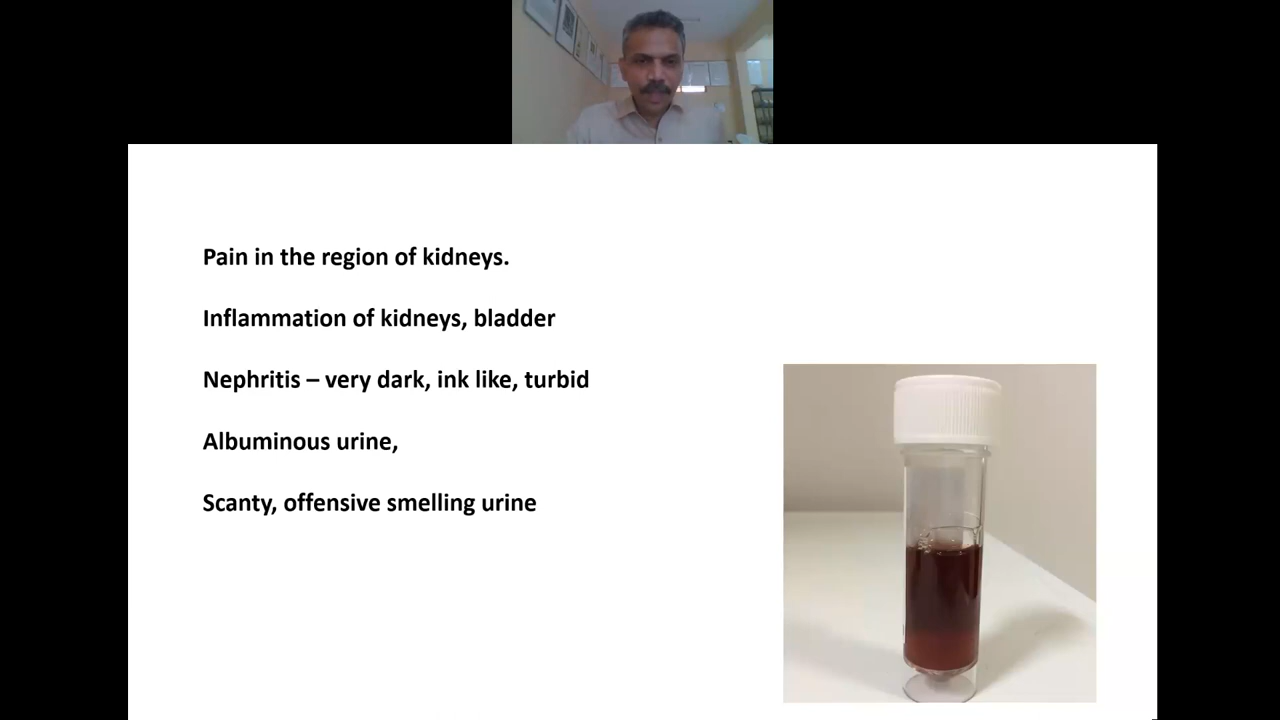 Pain in the region of kidneys.
Inflammation of kidneys, bladder
Nephritis – very dark, ink like, turbid
Albuminous urine,
Scanty, offensive smelling urine